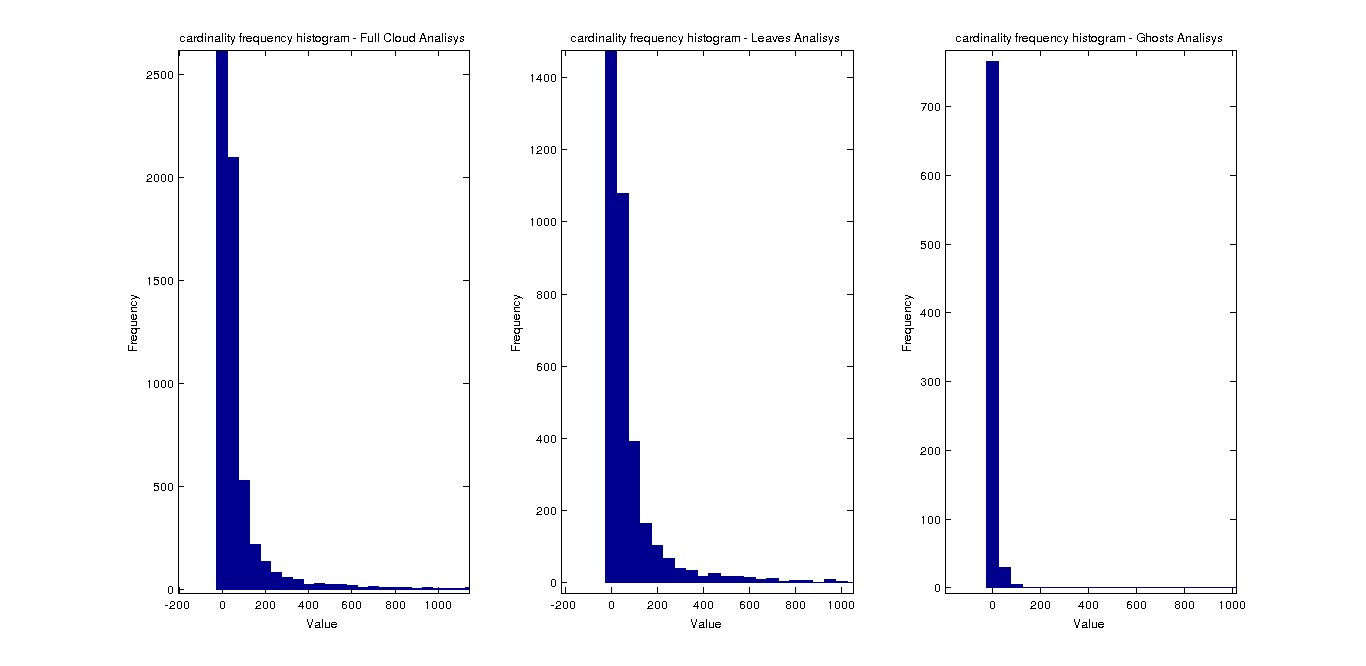 cardinality frequency histogram - Full Cloud Analisys
2500
2000
1500
1000
500
0
Frequency
-200 0 200 400 600 800 1000
Value
cardinality frequency histogram - Leaves Analisys
1400
1200
1000
800
600
400
200
0
Frequency
-200 0 200 400 600 800 1000
Value
cardinality frequency histogram - Ghosts Analisys
700
600
500
400
300
200
100
0
Frequency
0 200 400 600 800 1000
Value